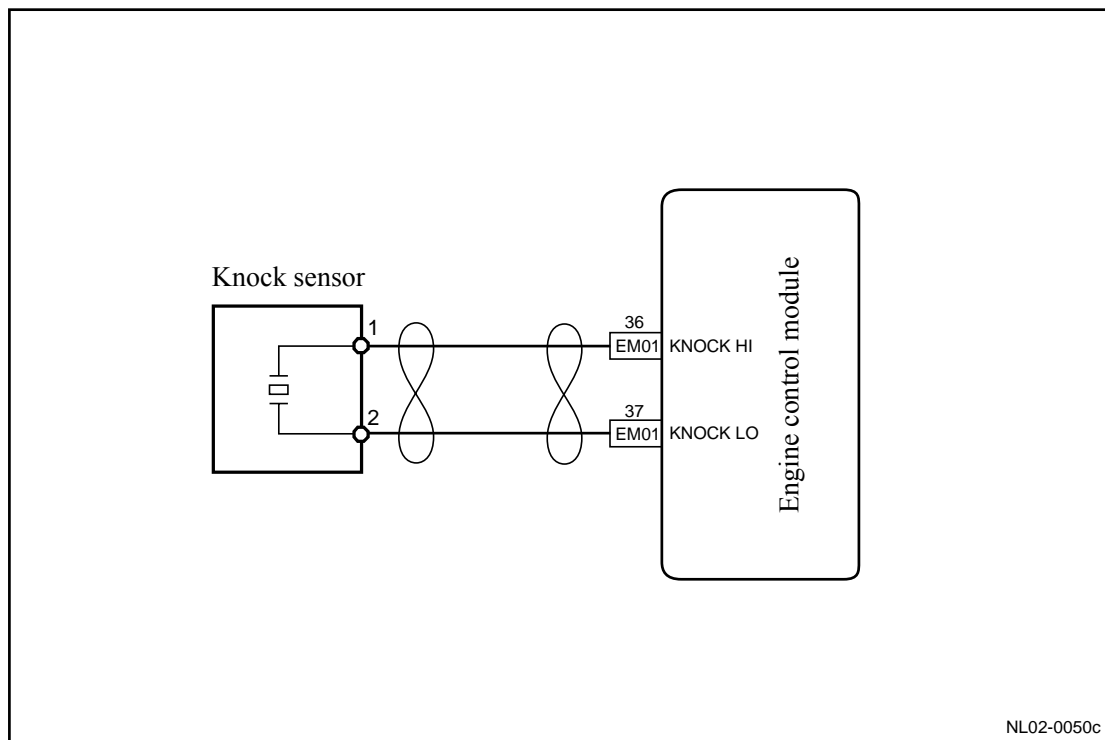 Knock sensor
1
36
EM01 KNOCK HI
2
37
EM01 KNOCK LO
Engine control module
NL02-0050c